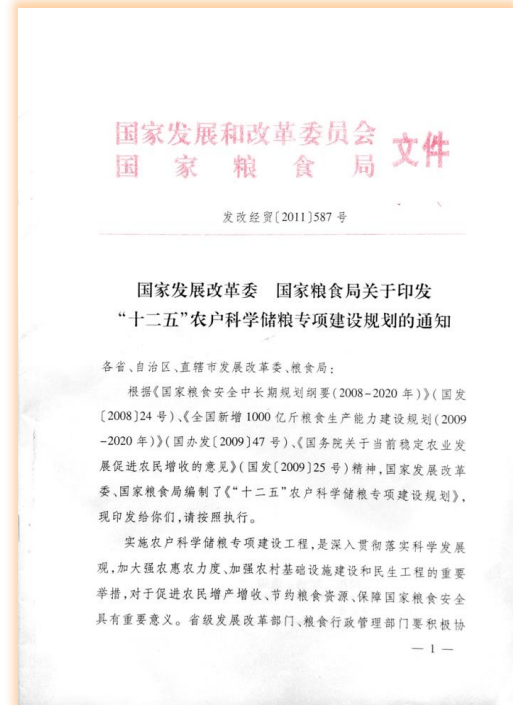 国家发展和改革委员会
国家粮食局
文件
发改经贸〔2011〕587号
国家发展改革委 国家粮食局关于印发
“十二五”农户科学储粮专项建设规划的通知
各省、自治区、直辖市发展改革委、粮食局：
根据《国家粮食安全中长期规划纲要(2008-2020年)》(国发
〔2008〕24号)、《全国新增1000亿斤粮食生产能力建设规划(2009
-2020年)》(国办发〔2009〕47号)、《国务院关于当前稳定农业发
展促进农民增收的意见》(国发〔2009〕25号)精神，国家发展改革
委、国家粮食局编制了《“十二五”农户科学储粮专项建设规划》，
现印发给你们，请按照执行。
实施农户科学储粮专项建设工程，是深入贯彻落实科学发展
观，加大强农惠农力度、加强农村基础设施建设和民生工程的重要
举措，对于促进农民增产增收、节约粮食资源、保障国家粮食安全
具有重要意义。省级发展改革部门、粮食行政管理部门要积极协
— 1 —